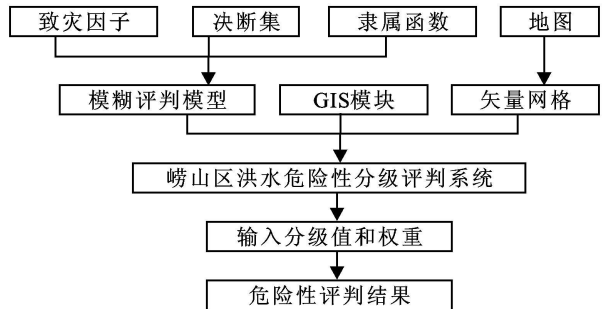 致灾因子
决断集
隶属函数
地图
模糊评判模型
GIS模块
矢量网格
崂山区洪水危险性分级评判系统
输入分级值和权重
危险性评判结果